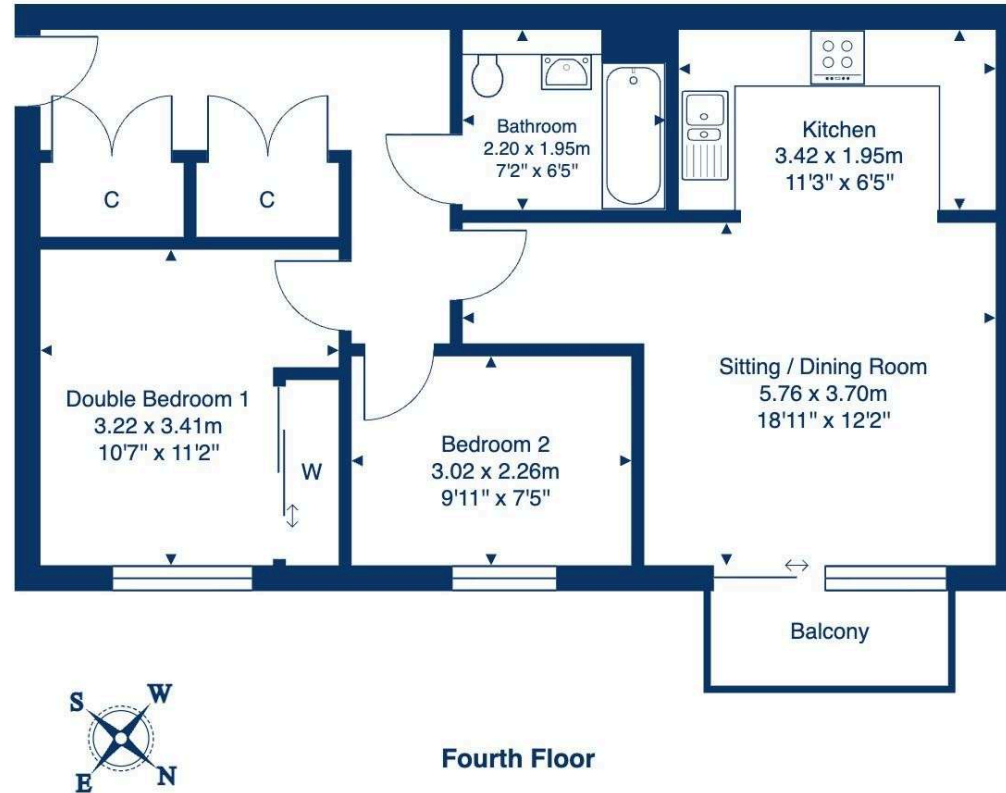 Bathroom
2.20 x 1.95m
7'2" x 6'5"
Kitchen
3.42 x 1.95m
11'3" x 6'5"
C
C
Sitting / Dining Room
5.76 x 3.70m
18'11" x 12'2"
Double Bedroom 1
3.22 x 3.41m
10'7" x 11'2"
W
Bedroom 2
3.02 x 2.26m
9'11" x 7'5"
Balcony
S
W
E
N
Fourth Floor